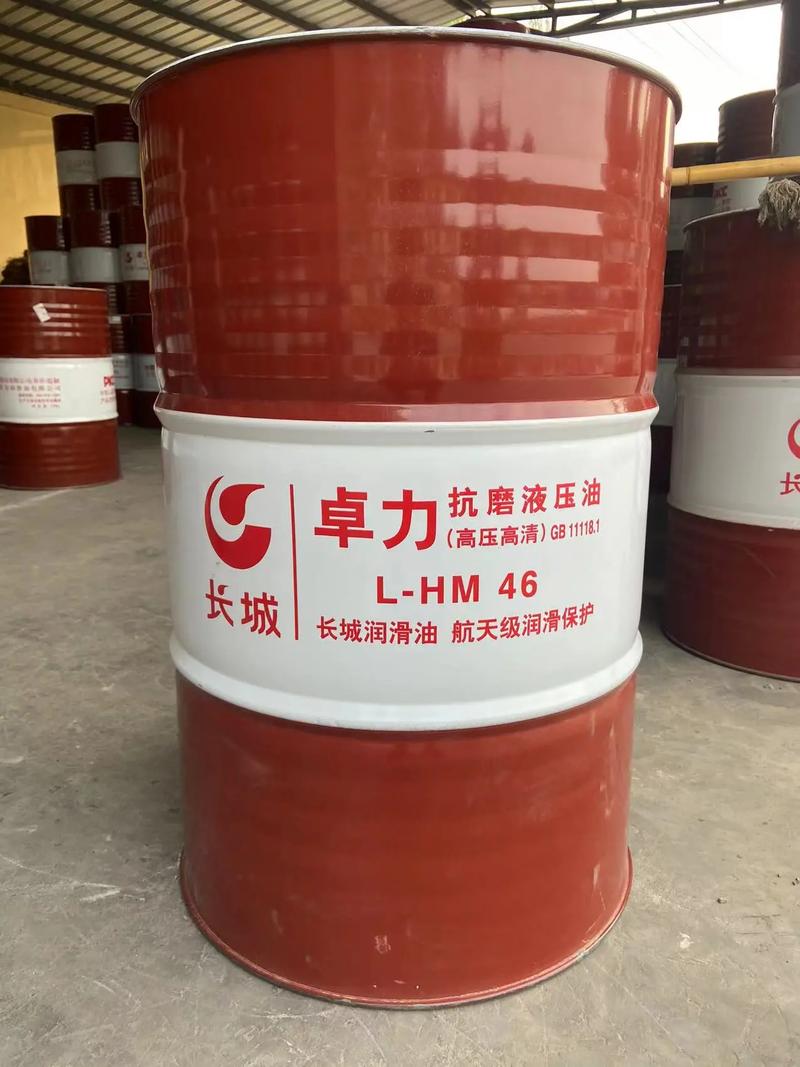 长城
卓力
抗磨液压油
(高压高清) GB 11118.1
L-HM 46
长城润滑油 航天级润滑保护
长